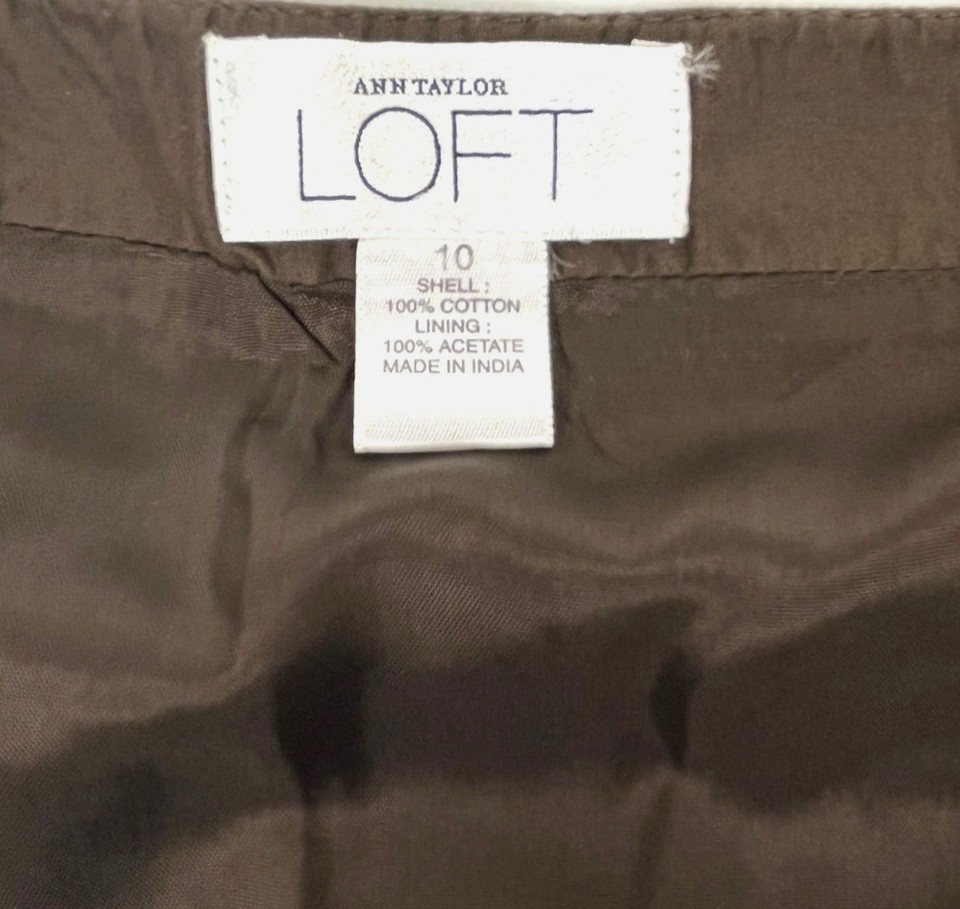 ANN TAYLOR
LOFT
10
SHELL :
100% COTTON
LINING :
100% ACETATE
MADE IN INDIA